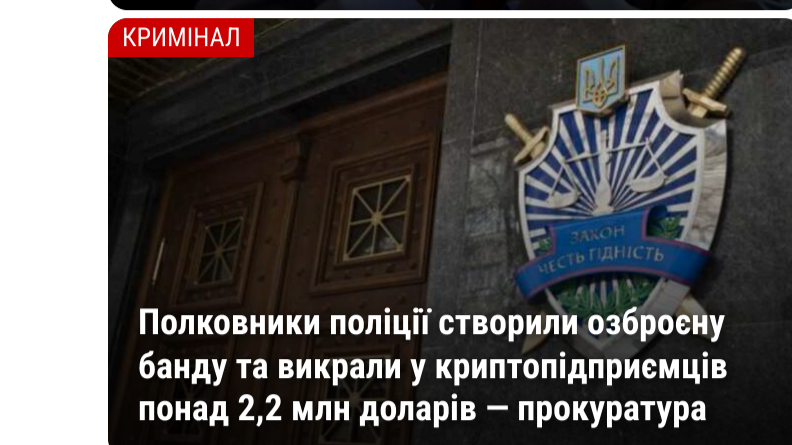 КРИМІНАЛ
ЗАКОН
ЧЕСТЬ ГІДНІСТЬ
Полковники поліції створили озброєну
банду та викрали у криптопідприємців
понад 2,2 млн доларів — прокуратура